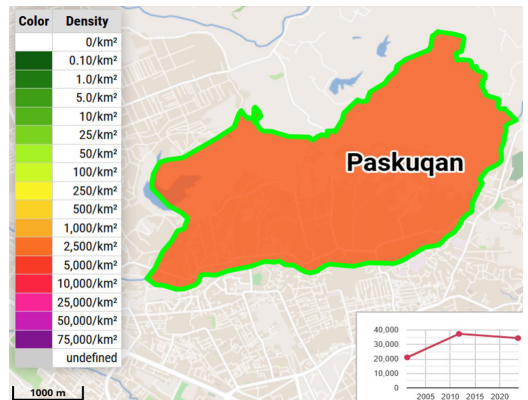 Color Density
0/km²
0.10/km²
1.0/km²
5.0/km²
10/km²
25/km²
50/km²
100/km²
250/km²
500/km²
1,000/km²
2,500/km²
5,000/km²
10,000/km²
25,000/km²
50,000/km²
75,000/km²
undefined
Paskuqan
40,000
30,000
20,000
10,000
0
2005 2010 2015 2020
1000 m